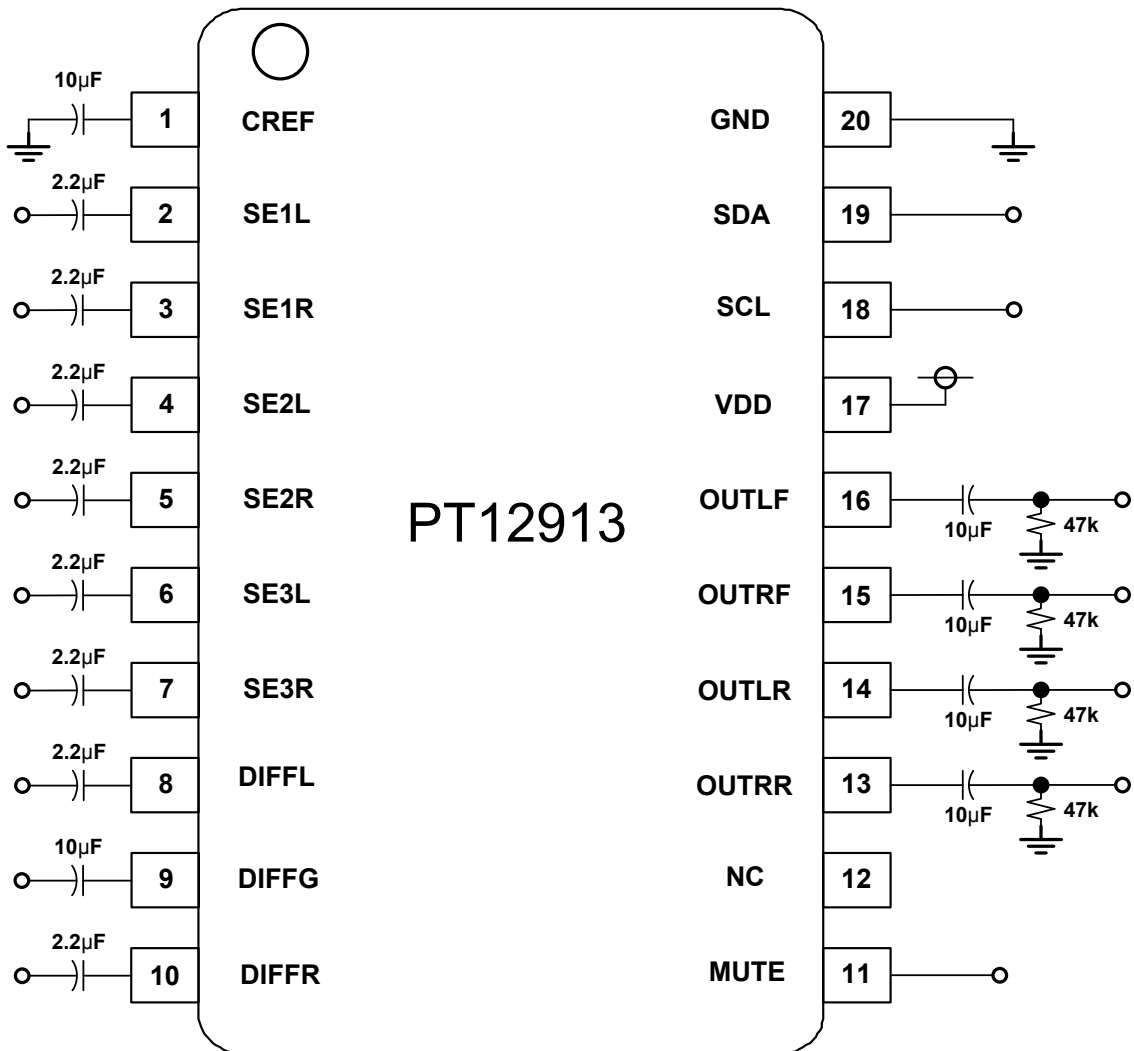 10µF
1
CREF
GND
20
2.2µF
2
SE1L
SDA
19
2.2µF
3
SE1R
SCL
18
2.2µF
4
SE2L
VDD
17
2.2µF
5
SE2R
PT12913
OUTLF
16
10µF
47k
2.2µF
6
SE3L
OUTRF
15
10µF
47k
2.2µF
7
SE3R
OUTLR
14
10µF
47k
2.2µF
8
DIFFL
OUTRR
13
10µF
47k
10µF
9
DIFFG
NC
12
2.2µF
10
DIFFR
MUTE
11